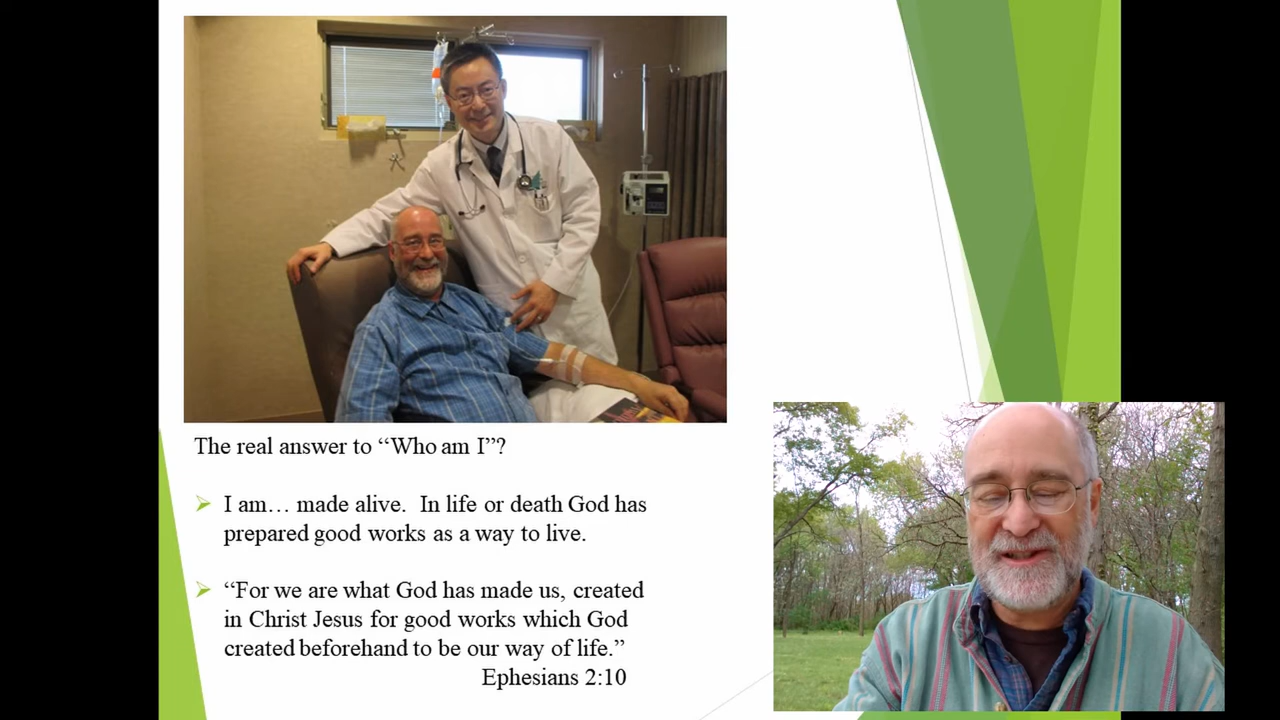 The real answer to “Who am I”?
I am… made alive. In life or death God has
prepared good works as a way to live.
“For we are what God has made us, created
in Christ Jesus for good works which God
created beforehand to be our way of life.”
Ephesians 2:10